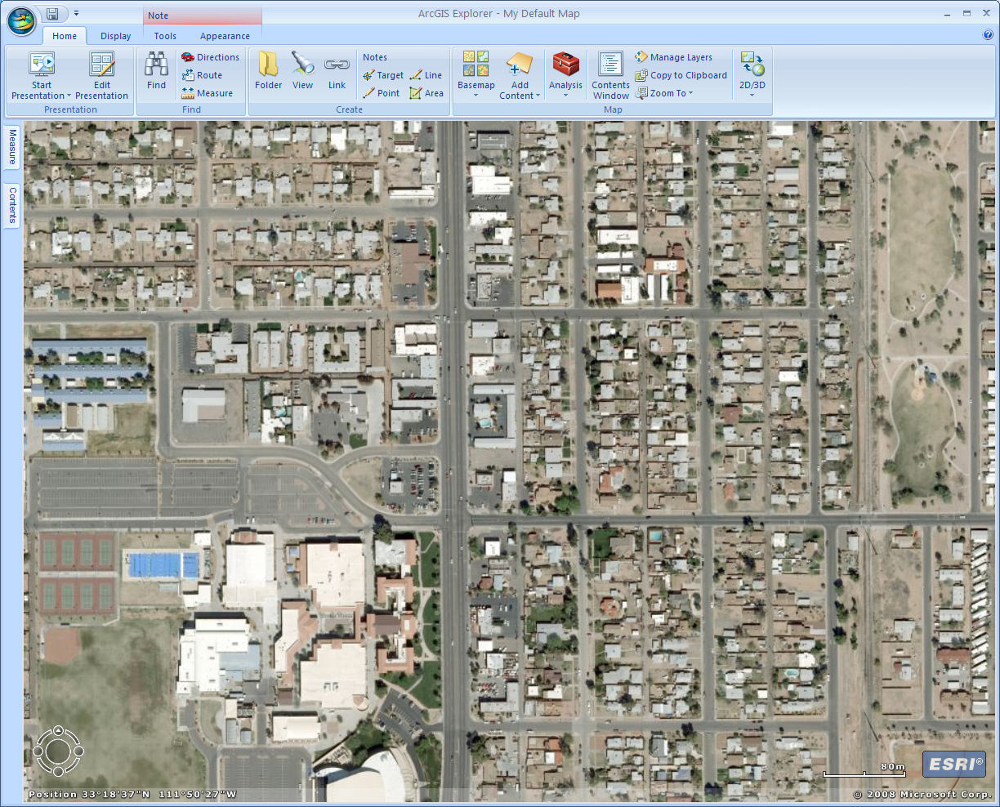 Note
ArcGIS Explorer - My Default Map
Home
Display
Tools
Appearance
Start Presentation
Edit Presentation
Presentation
Find
Directions
Route
Measure
Find
Folder
View
Link
Notes
Target
Line
Point
Area
Create
Basemap
Add Content
Analysis
Contents Window
Manage Layers
Copy to Clipboard
Zoom To
2D/3D
Map
Measure
Contents
80m
ESRI®
Position 33°18'37"N 111°50'27"W
© 2008 Microsoft Corp.